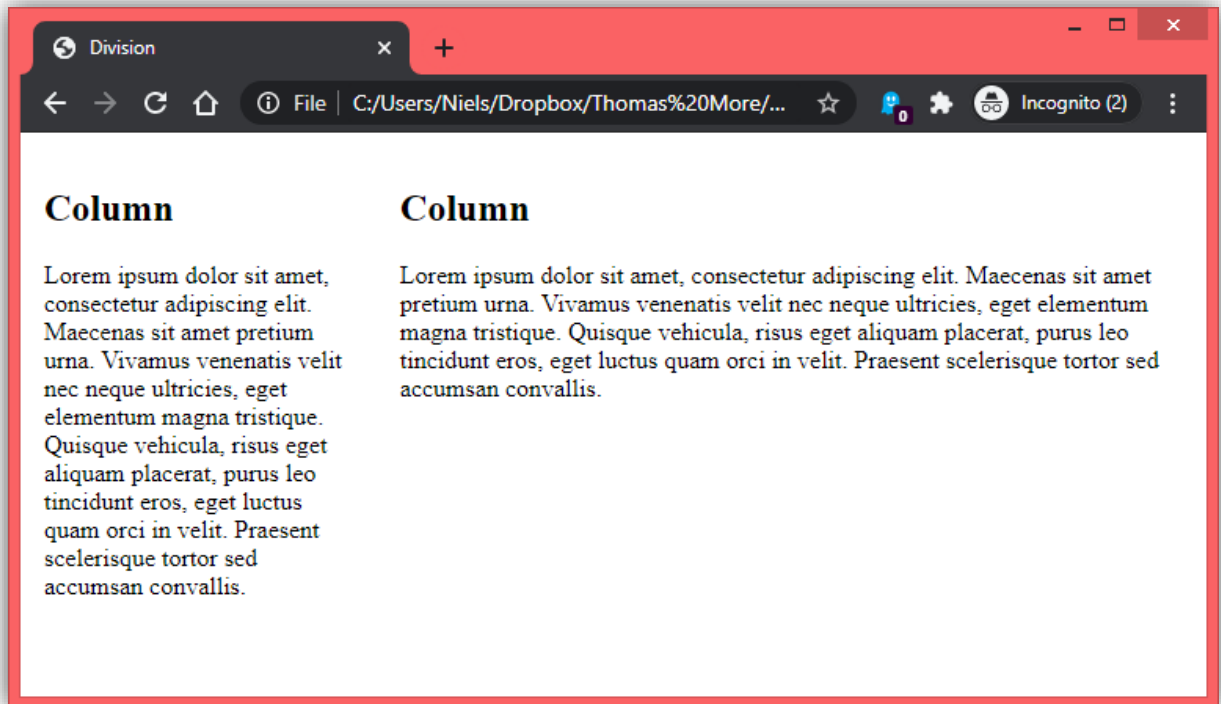 Division
File C:/Users/Niels/Dropbox/Thomas%20More/...
0
Incognito (2)
Column
Lorem ipsum dolor sit amet,
consectetur adipiscing elit.
Maecenas sit amet pretium
urna. Vivamus venenatis velit
nec neque ultricies, eget
elementum magna tristique.
Quisque vehicula, risus eget
aliquam placerat, purus leo
tincidunt eros, eget luctus
quam orci in velit. Praesent
scelerisque tortor sed
accumsan convallis.
Column
Lorem ipsum dolor sit amet, consectetur adipiscing elit. Maecenas sit amet
pretium urna. Vivamus venenatis velit nec neque ultricies, eget elementum
magna tristique. Quisque vehicula, risus eget aliquam placerat, purus leo
tincidunt eros, eget luctus quam orci in velit. Praesent scelerisque tortor sed
accumsan convallis.